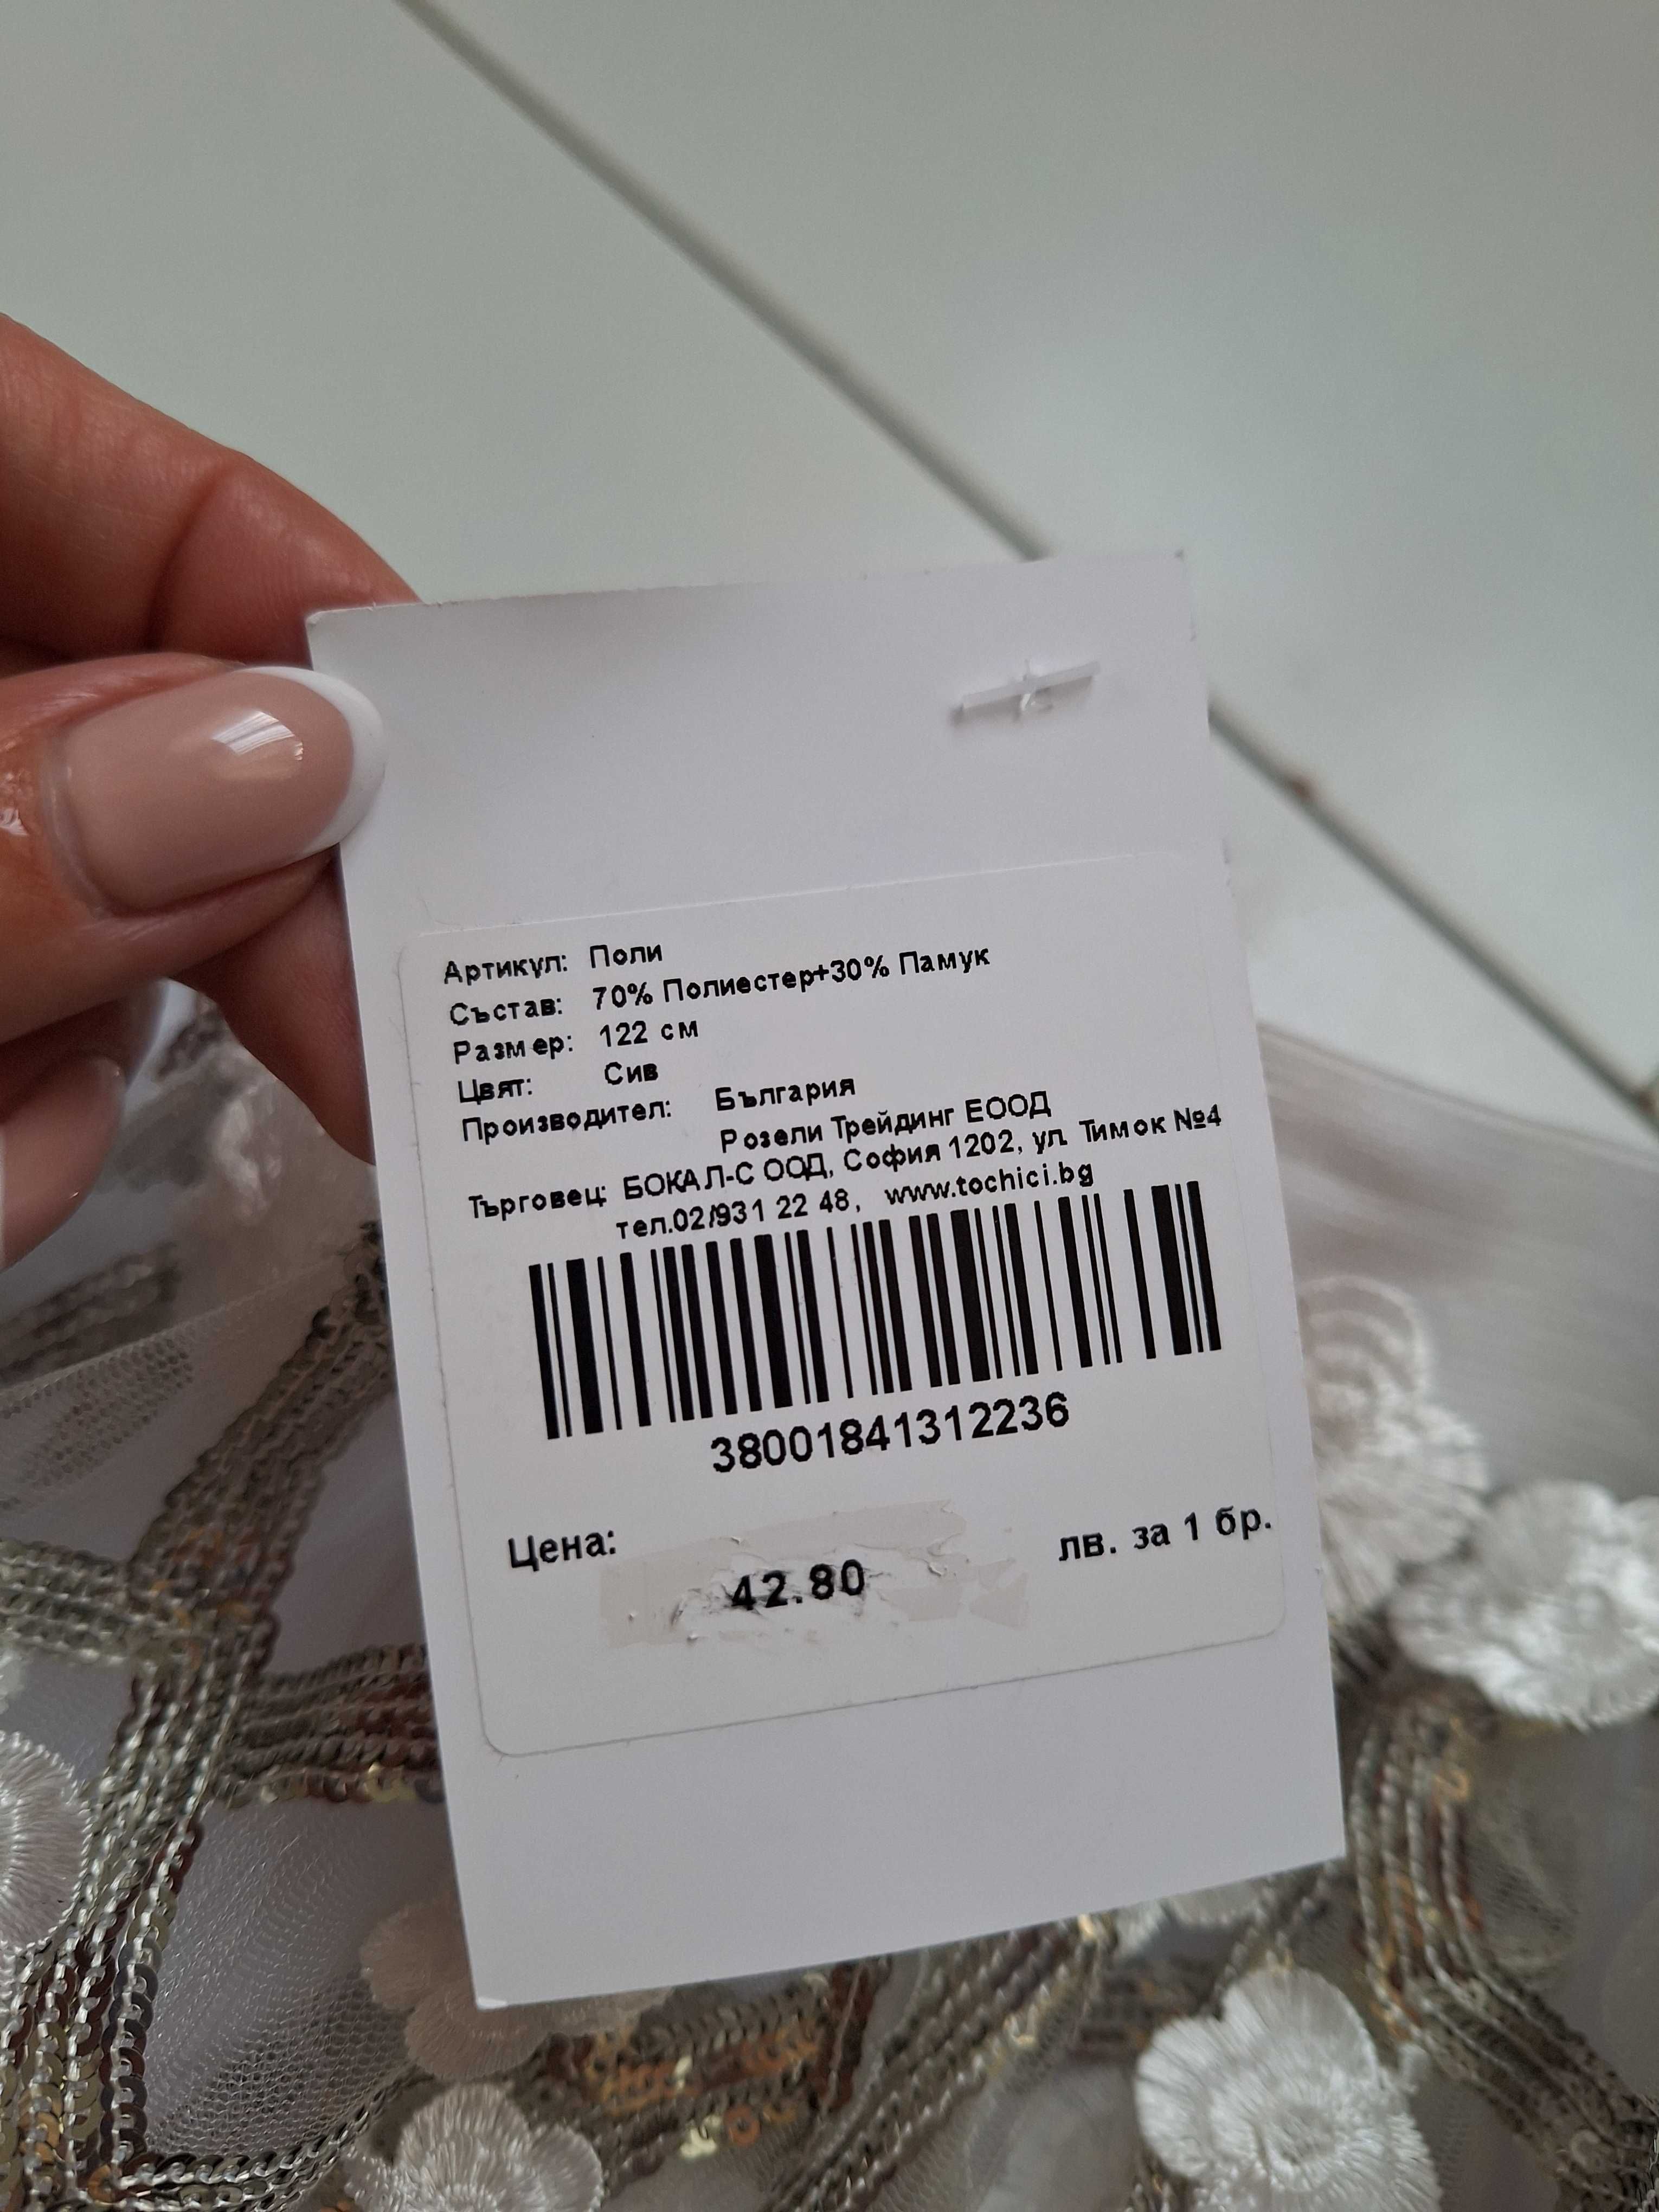 Артикул: Поли
Състав: 70% Полиестер+30% Памук
Размер: 122 см
Цвят: Сив
Производител: България
Розели Трейдинг ЕООД
Търговец: БОКАЛ-С ООД, София 1202, ул. Тимок №4
тел.02/931 22 48, www.tochici.bg
38001841312236
Цена: 42.80 лв. за 1 бр.